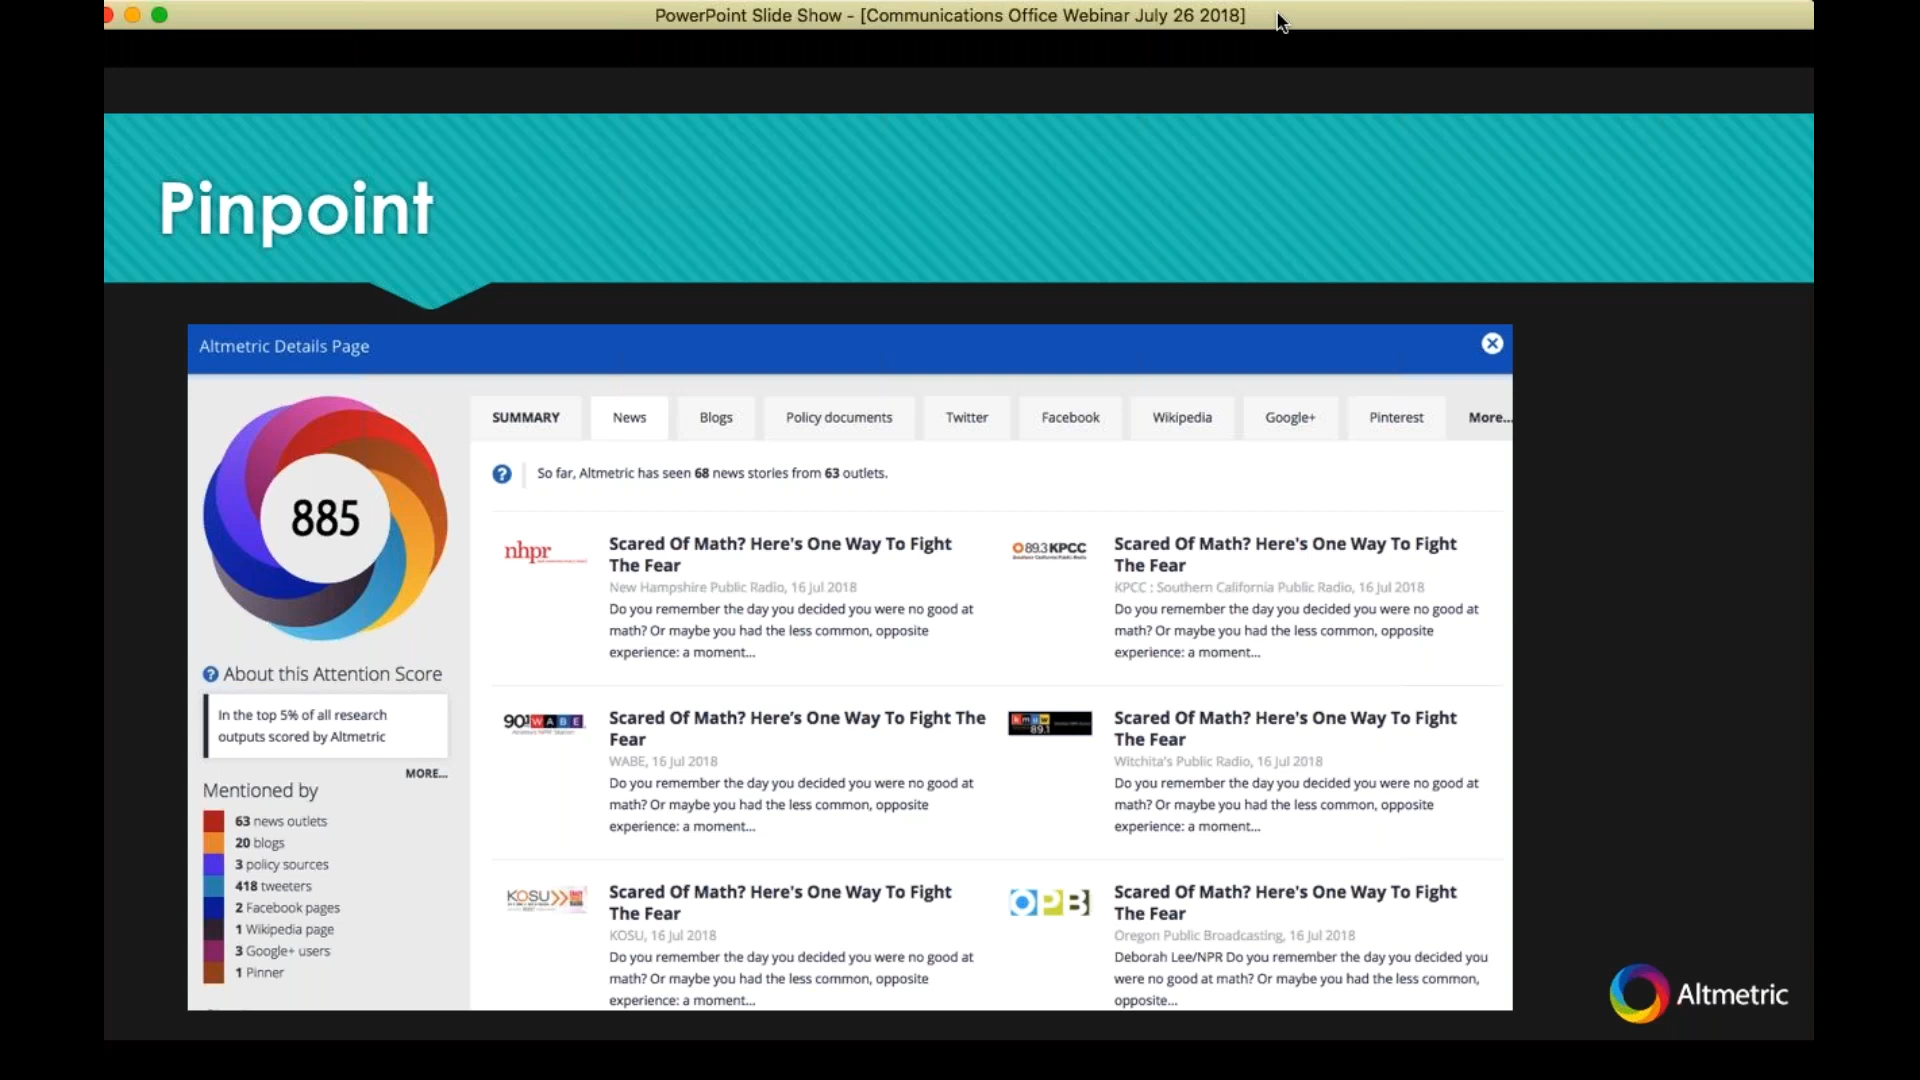 PowerPoint Slide Show - [Communications Office Webinar July 26 2018]
Pinpoint
Altmetric Details Page
885
About this Attention Score
In the top 5% of all research
outputs scored by Altmetric
MORE...
Mentioned by
63 news outlets
20 blogs
3 policy sources
418 tweeters
2 Facebook pages
1 Wikipedia page
3 Google+ users
1 Pinner
SUMMARY News Blogs Policy documents Twitter Facebook Wikipedia Google+ Pinterest More...
So far, Altmetric has seen 68 news stories from 63 outlets.
nhpr
Scared Of Math? Here's One Way To Fight
The Fear
New Hampshire Public Radio, 16 Jul 2018
Do you remember the day you decided you were no good at
math? Or maybe you had the less common, opposite
experience: a moment...
89.3 KPCC
Scared Of Math? Here's One Way To Fight
The Fear
KPCC : Southern California Public Radio, 16 Jul 2018
Do you remember the day you decided you were no good at
math? Or maybe you had the less common, opposite
experience: a moment...
901 WABE
Scared Of Math? Here’s One Way To Fight The
Fear
WABE, 16 Jul 2018
Do you remember the day you decided you were no good at
math? Or maybe you had the less common, opposite
experience: a moment...
kmuw
89.1
Scared Of Math? Here's One Way To Fight
The Fear
Witchita's Public Radio, 16 Jul 2018
Do you remember the day you decided you were no good at
math? Or maybe you had the less common, opposite
experience: a moment...
KOSU
Scared Of Math? Here's One Way To Fight
The Fear
KOSU, 16 Jul 2018
Do you remember the day you decided you were no good at
math? Or maybe you had the less common, opposite
experience: a moment...
OPB
Scared Of Math? Here's One Way To Fight
The Fear
Oregon Public Broadcasting, 16 Jul 2018
Deborah Lee/NPR Do you remember the day you decided you
were no good at math? Or maybe you had the less common,
opposite...
Altmetric